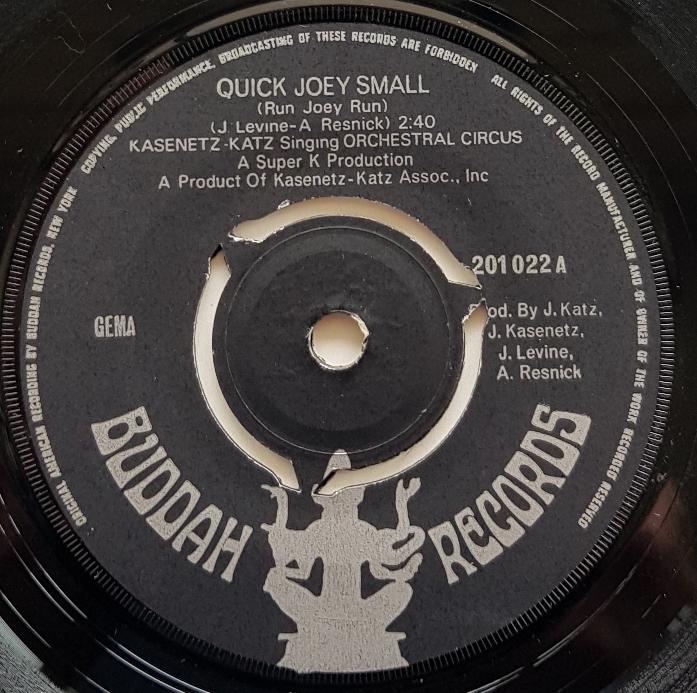 COPYING, PUBLIC PERFORMANCE, BROADCASTING OF THESE RECORDS ARE FORBIDDEN
ALL RIGHTS OF THE RECORD MANUFACTURER AND OF OWNER OF THE WORK RECORDED RESERVED
QUICK JOEY SMALL
(Run Joey Run)
(J Levine-A Resnick) 2:40
KASENETZ-KATZ Singing ORCHESTRAL CIRCUS
A Super K Production
A Product Of Kasenetz-Katz Assoc., Inc
201 022 A
GEMA
By J. Katz,
J. Kasenetz,
J. Levine,
A. Resnick
BUDDAH RECORDS
ORIGINAL AMERICAN RECORDING BY BUDDAH RECORDS, NEW YORK